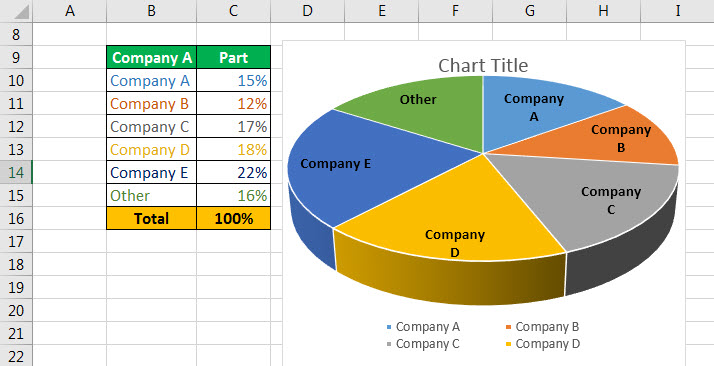 A B C D E F G H I
8
9 Company A Part
10 Company A 15%
11 Company B 12%
12 Company C 17%
13 Company D 18%
14 Company E 22%
15 Other 16%
16 Total 100%
17
18
19
20
21
22
Chart Title
Other
Company
A
Company
B
Company E
Company
C
Company
D
Company A Company B
Company C Company D